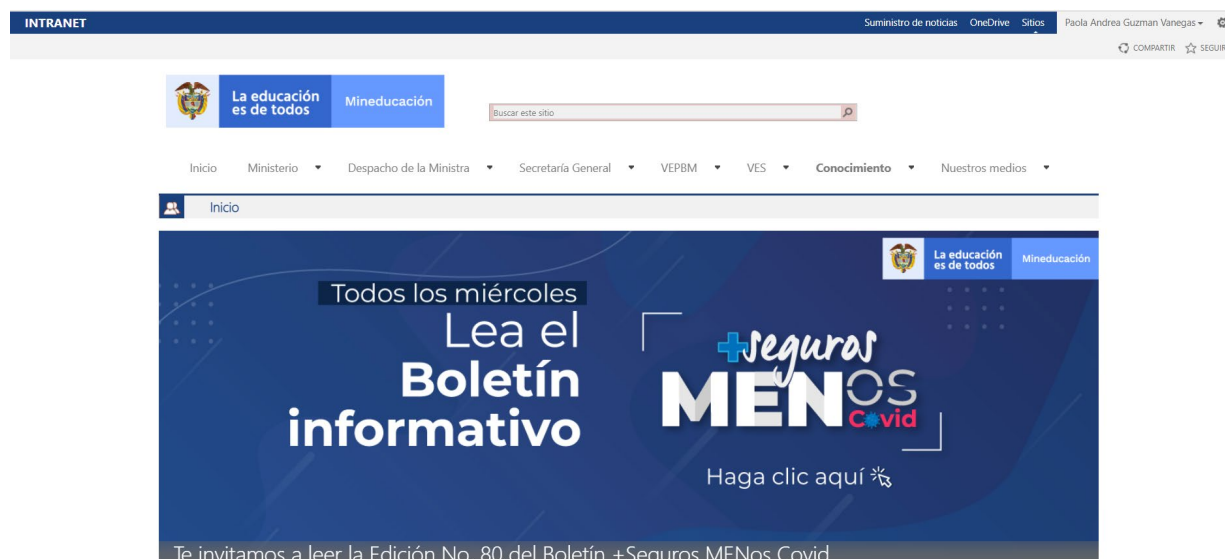 INTRANET
Suministro de noticias OneDrive Sitios Paola Andrea Guzman Vanegas
COMPARTIR SEGUIR
La educación
es de todos
Mineducación
Buscar este sitio
Inicio Ministerio Despacho de la Ministra Secretaría General VEPBM VES Conocimiento Nuestros medios
Inicio
La educación
es de todos
Mineducación
Todos los miércoles
Lea el
Boletín
informativo
+seguros
MENos
Covid
Haga clic aquí
Te invitamos a leer la Edición No. 80 del Boletín +Seguros MENos Covid